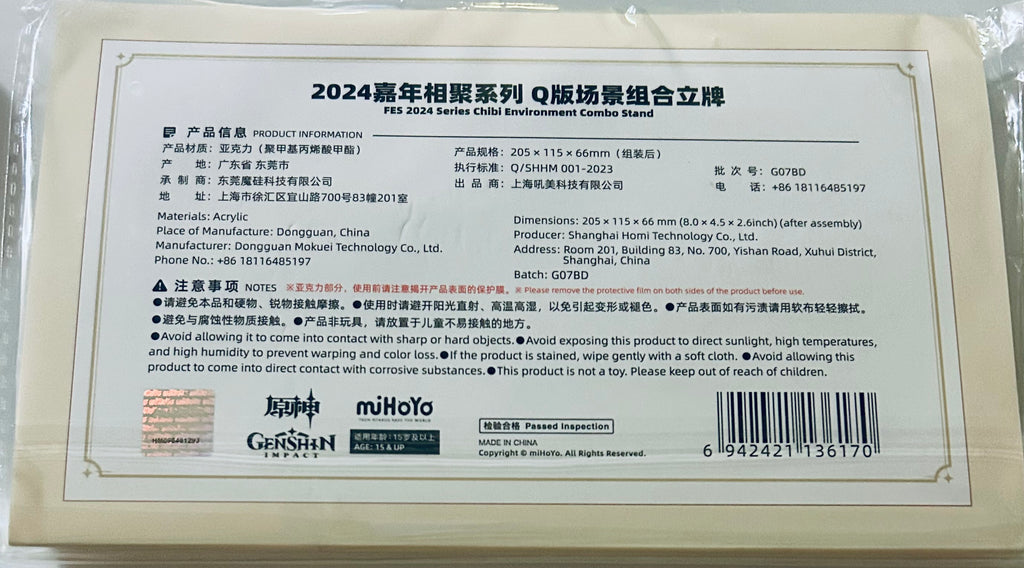 2024嘉年相聚系列 Q版场景组合立牌
FES 2024 Series Chibi Environment Combo Stand
产品信息 PRODUCT INFORMATION
产品材质：亚克力（聚甲基丙烯酸甲酯）
产 地：广东省 东莞市
承 制 商：东莞魔硅科技有限公司
地 址：上海市徐汇区宜山路700号83幢201室
产品规格：205×115×66mm（组装后）
执行标准：Q/SHHM 001-2023
出 品 商：上海吼美科技有限公司
批 次 号：G07BD
电 话：+86 18116485197
Materials: Acrylic
Place of Manufacture: Dongguan, China
Manufacturer: Dongguan Mokuei Technology Co., Ltd.
Phone No.: +86 18116485197
Dimensions: 205×115×66 mm (8.0×4.5×2.6inch) (after assembly)
Producer: Shanghai Homi Technology Co., Ltd.
Address: Room 201, Building 83, No. 700, Yishan Road, Xuhui District,
Shanghai, China
Batch: G07BD
注意事项 NOTES ※亚克力部分，使用前请注意揭开产品表面的保护膜。※ Please remove the protective film on both sides of the product before use.
●请避免本品和硬物、锐物接触摩擦。●使用时请避开阳光直射、高温高湿，以免引起变形或褪色。●产品表面如有污渍请用软布轻轻擦拭。
●避免与腐蚀性物质接触。●产品非玩具，请放置于儿童不易接触的地方。
●Avoid allowing it to come into contact with sharp or hard objects.●Avoid exposing this product to direct sunlight, high temperatures,
and high humidity to prevent warping and color loss.●If the product is stained, wipe gently with a soft cloth. ●Avoid allowing this
product to come into direct contact with corrosive substances.●This product is not a toy. Please keep out of reach of children.
原神
GENSHIN
IMPACT
miHoYo
TECH OTAKUS SAVE THE WORLD
适用年龄：15岁及以上
AGE: 15 & UP
检验合格 Passed Inspection
MADE IN CHINA
Copyright © miHoYo. All Rights Reserved.
6 942421 136170